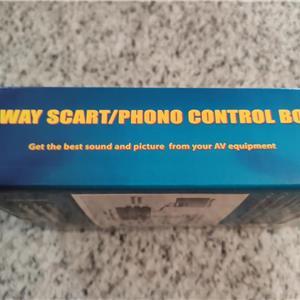 WAY SCART/PHONO CONTROL BO
Get the best sound and picture from your AV equipment